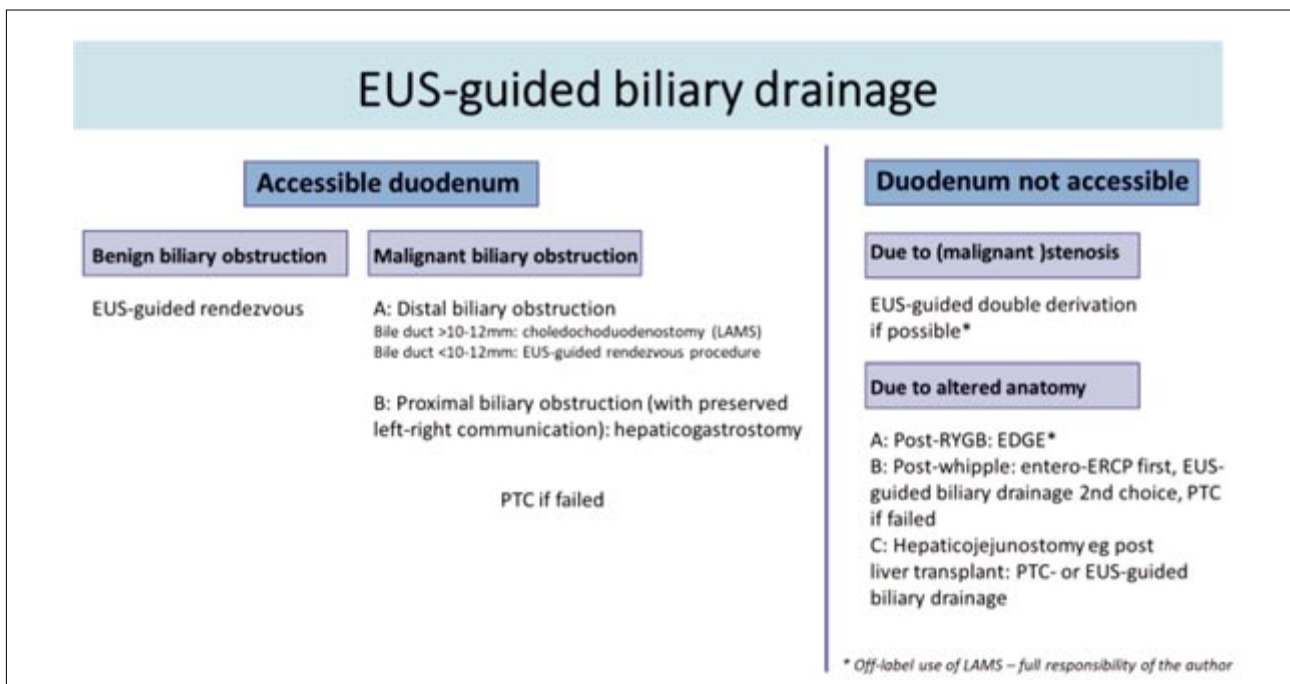 EUS-guided biliary drainage
Accessible duodenum
Benign biliary obstruction
EUS-guided rendezvous
Malignant biliary obstruction
A: Distal biliary obstruction
Bile duct >10-12mm: choledochoduodenostomy (LAMS)
Bile duct <10-12mm: EUS-guided rendezvous procedure
B: Proximal biliary obstruction (with preserved
left-right communication): hepaticogastrostomy
PTC if failed
Duodenum not accessible
Due to (malignant )stenosis
EUS-guided double derivation
if possible*
Due to altered anatomy
A: Post-RYGB: EDGE*
B: Post-whipple: entero-ERCP first, EUS-
guided biliary drainage 2nd choice, PTC
if failed
C: Hepaticojejunostomy eg post
liver transplant: PTC- or EUS-guided
biliary drainage
* Off-label use of LAMS – full responsibility of the author